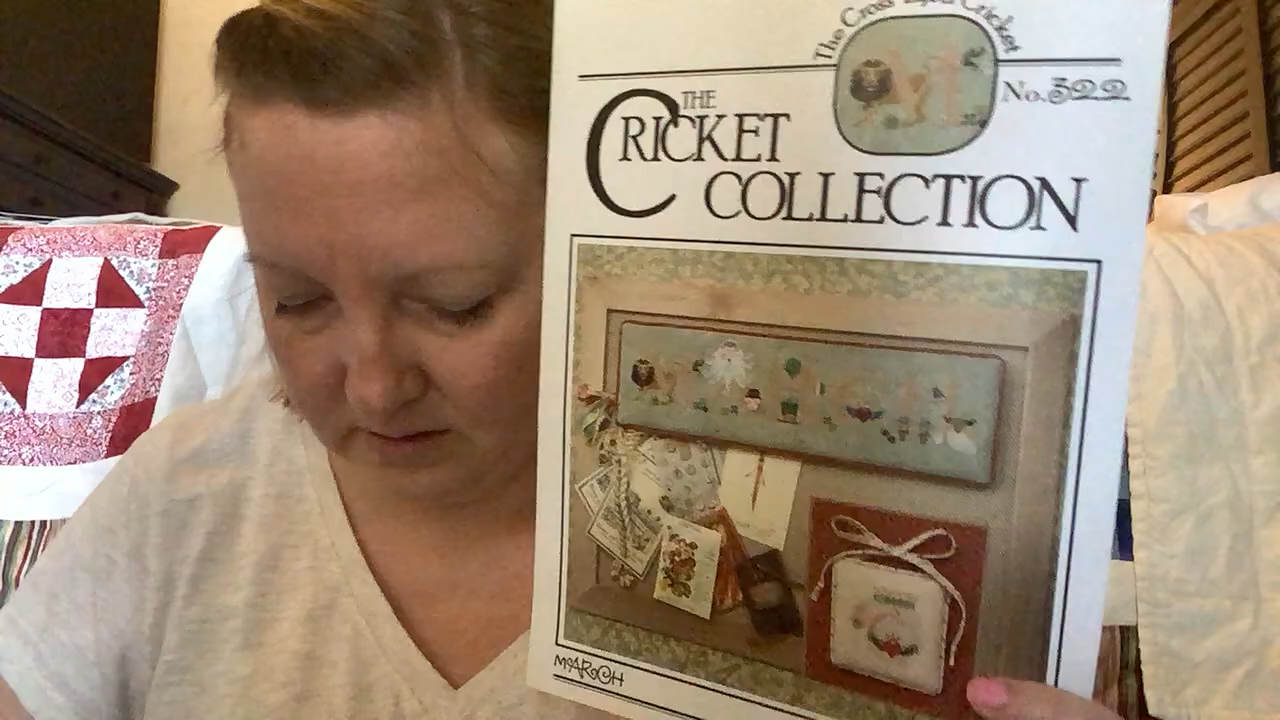 The Cross Eyed Cricket
No. 322
THE
CRICKET
COLLECTION
MARCH